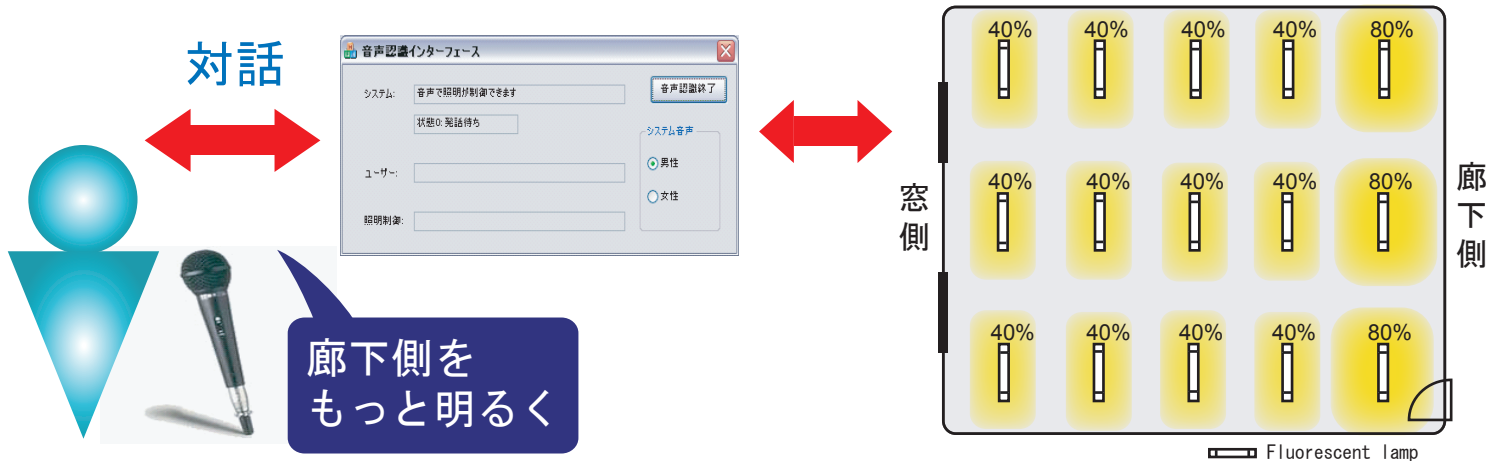 対話
音声認識インターフェース
システム:
音声で照明が制御できます
音声認識終了
状態0: 発話待ち
システム音声
男性
ユーザー:
女性
照明制御:
廊下側を
もっと明るく
40% 40% 40% 40% 80%
40% 40% 40% 40% 80%
40% 40% 40% 40% 80%
窓側
廊下側
Fluorescent lamp